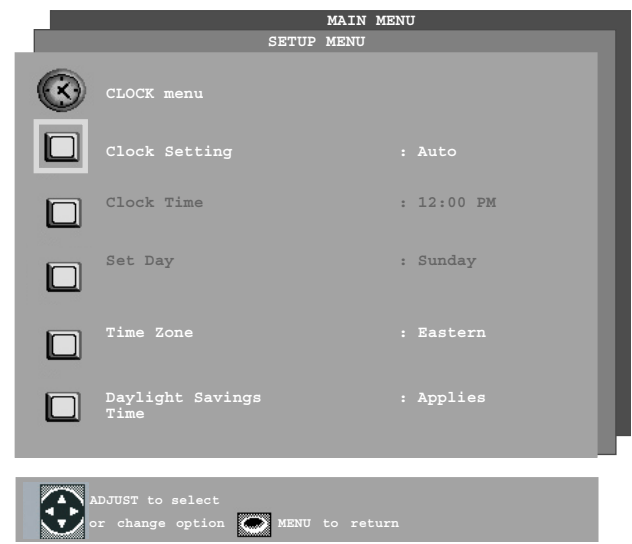 MAIN MENU
SETUP MENU
CLOCK menu
Clock Setting : Auto
Clock Time : 12:00 PM
Set Day : Sunday
Time Zone : Eastern
Daylight Savings : Applies
Time
ADJUST to select
or change option MENU to return